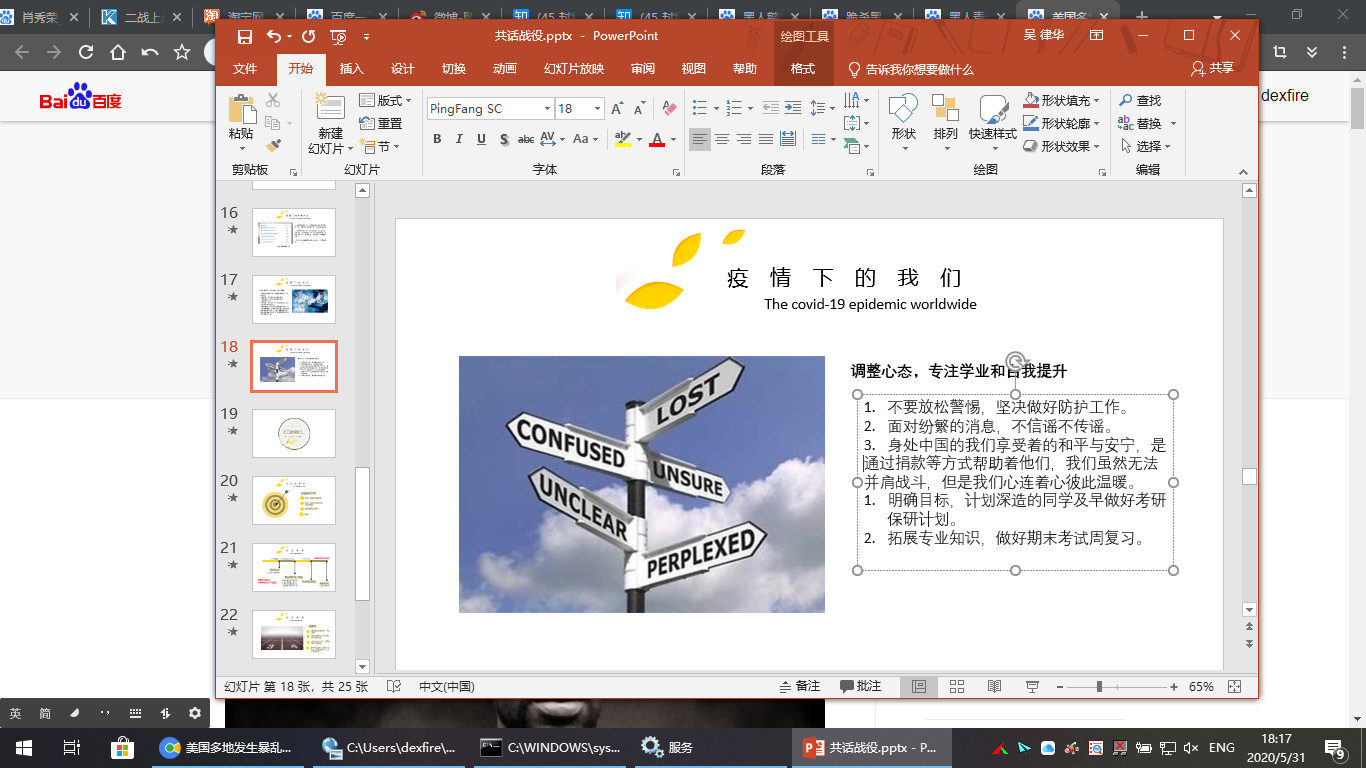 肖秀荣
二战上
淘宝网
百度一
微博-
(45 封
(45 封
黑人
跪杀黑
黑人
美国多
Bai du 百度
dexfire
共话战役.pptx - PowerPoint
绘图工具
吴 律华
文件
开始
插入
设计
切换
动画
幻灯片放映
审阅
视图
帮助
格式
告诉我你想要做什么
共享
粘贴
新建
幻灯片
版式
重置
节
PingFang SC
18
B I U S abc AV Aa
A
形状
排列
快速样式
形状填充
形状轮廓
形状效果
查找
替换
选择
剪贴板
幻灯片
字体
段落
绘图
编辑
16
17
18
19
20
21
22
疫 情 下 的 我 们
The covid-19 epidemic worldwide
LOST
CONFUSED
UNSURE
UNCLEAR
PERPLEXED
调整心态，专注学业和自我提升
1. 不要放松警惕，坚决做好防护工作。
2. 面对纷繁的消息，不信谣不传谣。
3. 身处中国的我们享受着的和平与安宁，是
通过捐款等方式帮助着他们，我们虽然无法
并肩战斗，但是我们心连着心彼此温暖。
1. 明确目标，计划深造的同学及早做好考研
保研计划。
2. 拓展专业知识，做好期末考试周复习。
幻灯片 第 18 张，共 25 张
中文(中国)
备注
批注
65%
英
简
美国多地发生暴乱...
C:\Users\dexfire\...
C:\WINDOWS\sys...
服务
共话战役.pptx - P...
ENG
18:17
2020/5/31
9